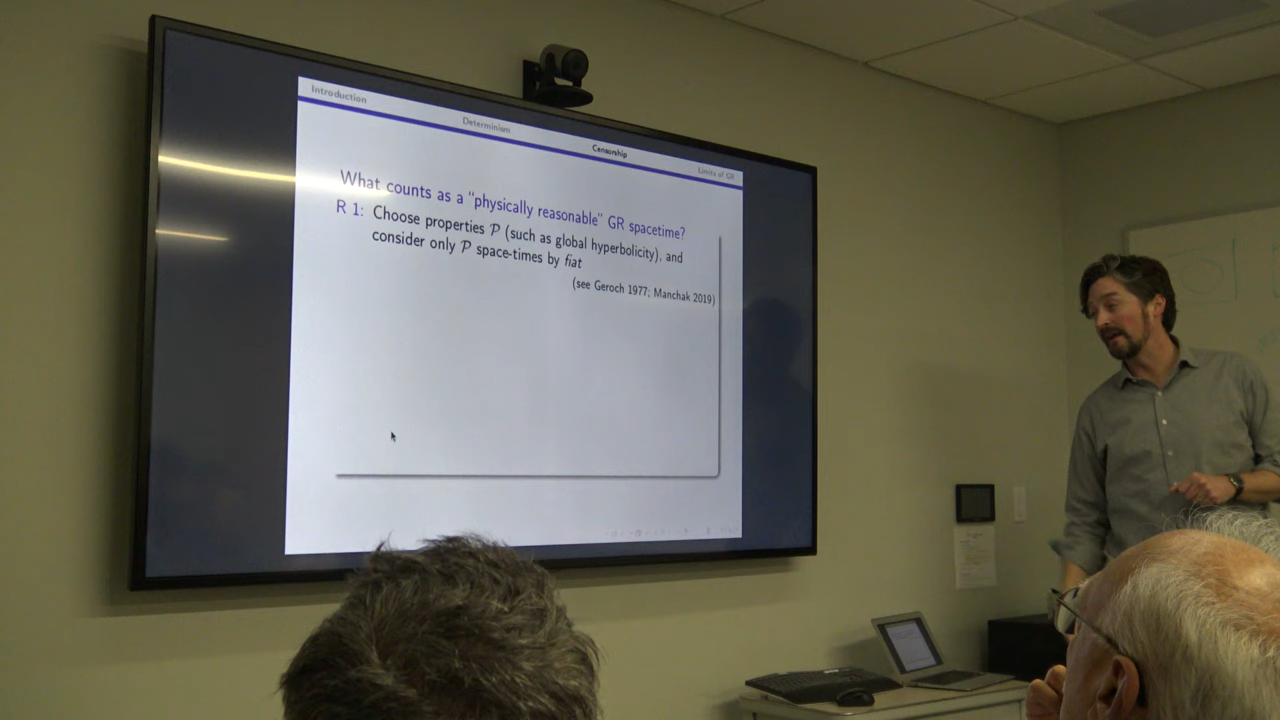 Introduction
Determinism
Censorship
Limits of GR
What counts as a "physically reasonable" GR spacetime?
R 1: Choose properties P (such as global hyperbolicity), and
consider only P space-times by fiat
(see Geroch 1977; Manchak 2019)